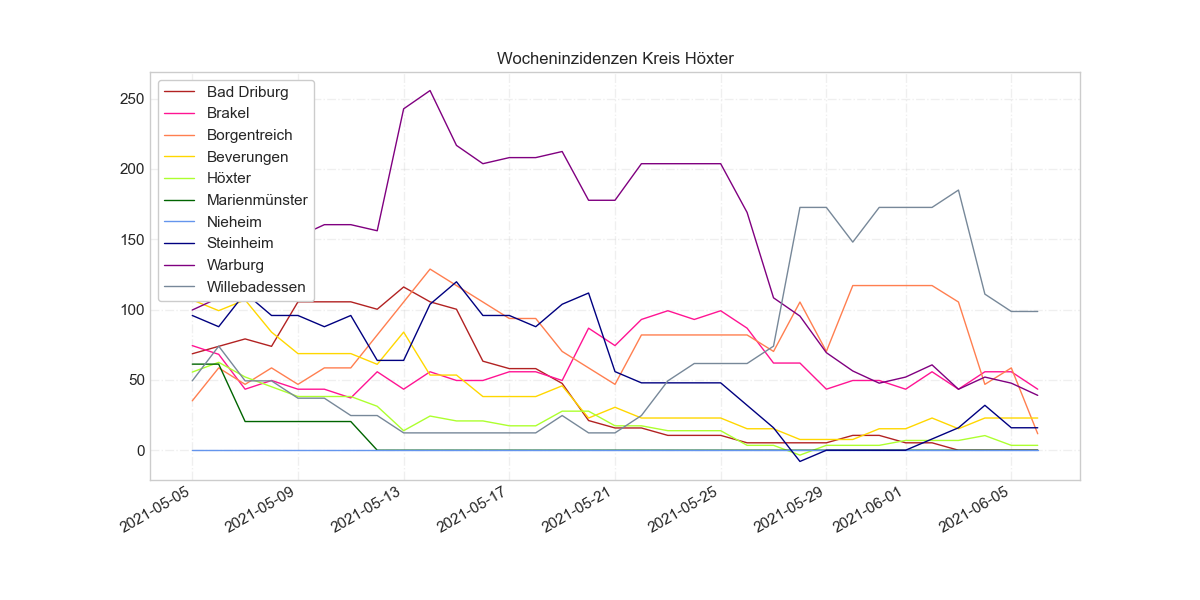 Wocheninzidenzen Kreis Höxter
250
200
150
100
50
0
Bad Driburg
Brakel
Borgentreich
Beverungen
Höxter
Marienmünster
Nieheim
Steinheim
Warburg
Willebadessen
2021-05-05
2021-05-09
2021-05-13
2021-05-17
2021-05-21
2021-05-25
2021-05-29
2021-06-01
2021-06-05